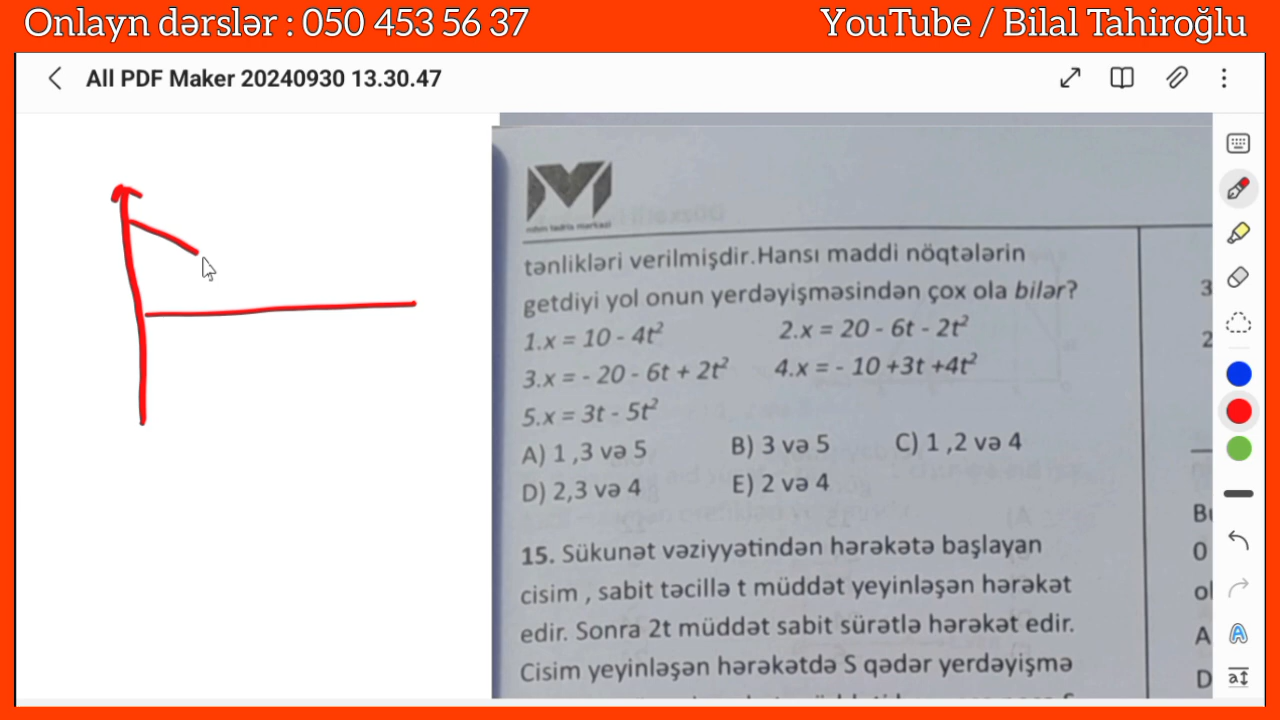 Onlayn dərslər : 050 453 56 37
YouTube / Bilal Tahiroğlu
All PDF Maker 20240930 13.30.47
tənlikləri verilmişdir.Hansı maddi nöqtələrin
getdiyi yol onun yerdəyişməsindən çox ola bilər?
1.x = 10 - 4t²
2.x = 20 - 6t - 2t²
3.x = - 20 - 6t + 2t²
4.x = - 10 +3t +4t²
5.x = 3t - 5t²
A) 1 ,3 və 5
B) 3 və 5
C) 1 ,2 və 4
D) 2,3 və 4
E) 2 və 4
15. Sükunət vəziyyətindən hərəkətə başlayan
cisim , sabit təcillə t müddət yeyinləşən hərəkət
edir. Sonra 2t müddət sabit sürətlə hərəkət edir.
Cisim yeyinləşən hərəkətdə S qədər yerdəyişmə
3
2
0
A
D